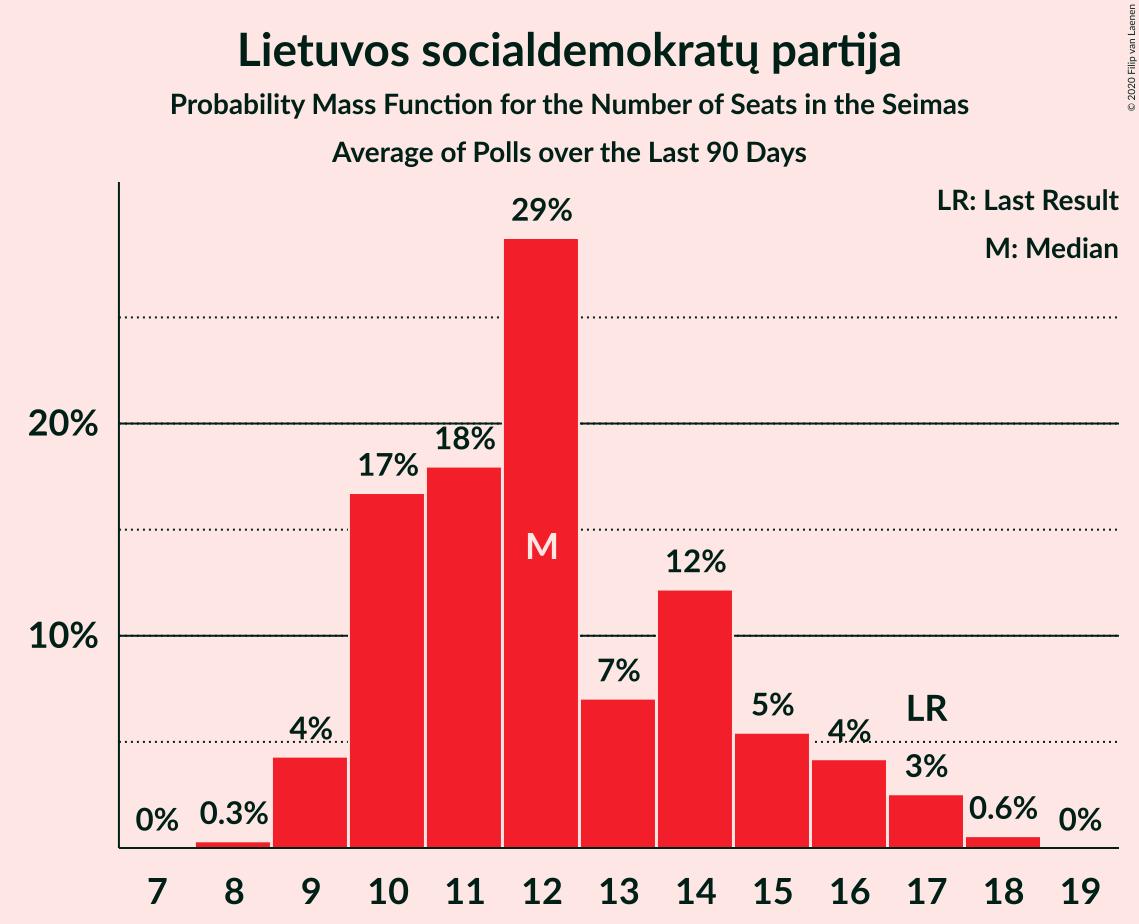 Lietuvos socialdemokratų partija
Probability Mass Function for the Number of Seats in the Seimas
Average of Polls over the Last 90 Days
© 2020 Filip van Laenen
LR: Last Result
M: Median
20%
10%
0%
0.3%
4%
17%
18%
29%
M
7%
12%
5%
4%
LR
3%
0.6%
0%
7 8 9 10 11 12 13 14 15 16 17 18 19